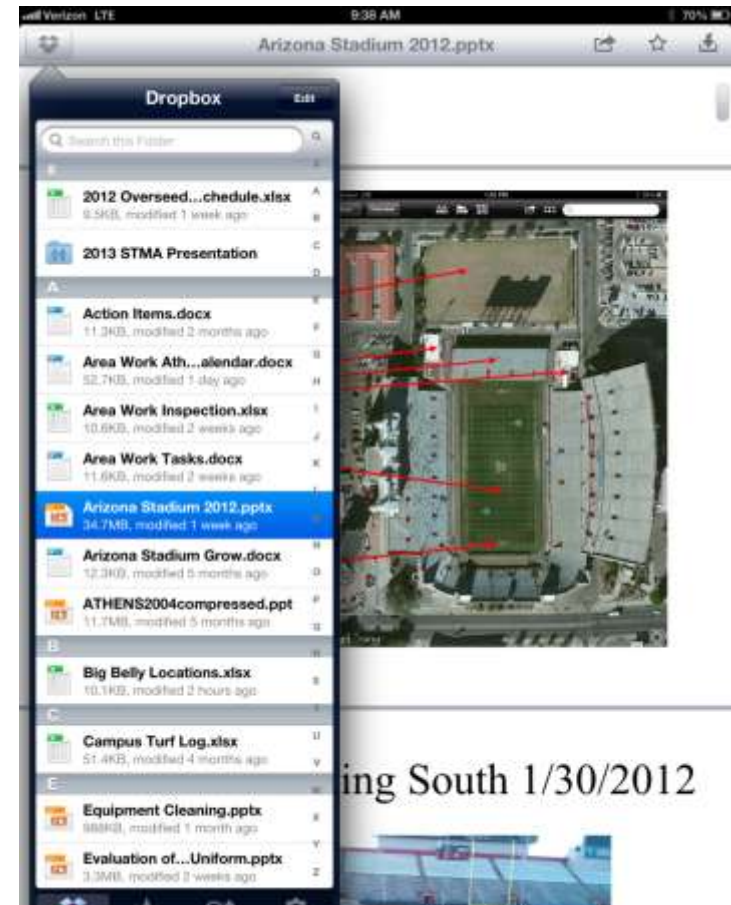 Verizon LTE
9:38 AM
70%
Arizona Stadium 2012.pptx
Dropbox
Edit
Search this Folder
2012 Overseed...chedule.xlsx
9.5KB, modified 1 week ago
2013 STMA Presentation
A
Action Items.docx
11.3KB, modified 2 months ago
Area Work Ath...alendar.docx
52.7KB, modified 1 day ago
Area Work Inspection.xlsx
10.6KB, modified 2 weeks ago
Area Work Tasks.docx
11.6KB, modified 2 weeks ago
Arizona Stadium 2012.pptx
34.7MB, modified 1 week ago
Arizona Stadium Grow.docx
12.3KB, modified 5 months ago
ATHENS2004compressed.ppt
11.7MB, modified 5 months ago
B
Big Belly Locations.xlsx
10.1KB, modified 2 hours ago
C
Campus Turf Log.xlsx
51.4KB, modified 4 months ago
E
Equipment Cleaning.pptx
988KB, modified 1 month ago
Evaluation of...Uniform.pptx
3.3MB, modified 2 weeks ago
ing South 1/30/2012